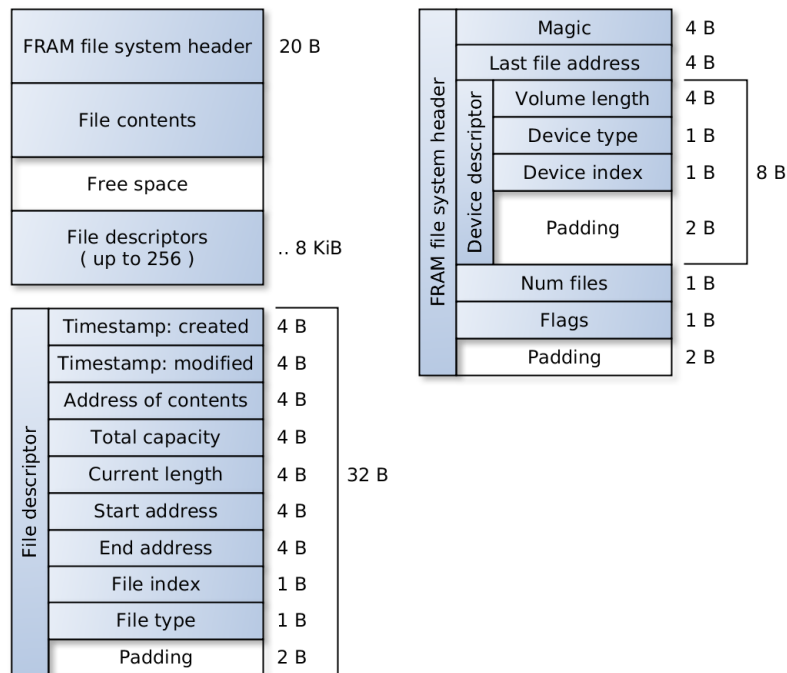 FRAM file system header
20 B
File contents
Free space
File descriptors
( up to 256 )
.. 8 KiB
File descriptor
Timestamp: created
4 B
Timestamp: modified
4 B
Address of contents
4 B
Total capacity
4 B
Current length
4 B
Start address
4 B
End address
4 B
File index
1 B
File type
1 B
Padding
2 B
32 B
FRAM file system header
Magic
4 B
Last file address
4 B
Device descriptor
Volume length
4 B
Device type
1 B
Device index
1 B
Padding
2 B
8 B
Num files
1 B
Flags
1 B
Padding
2 B